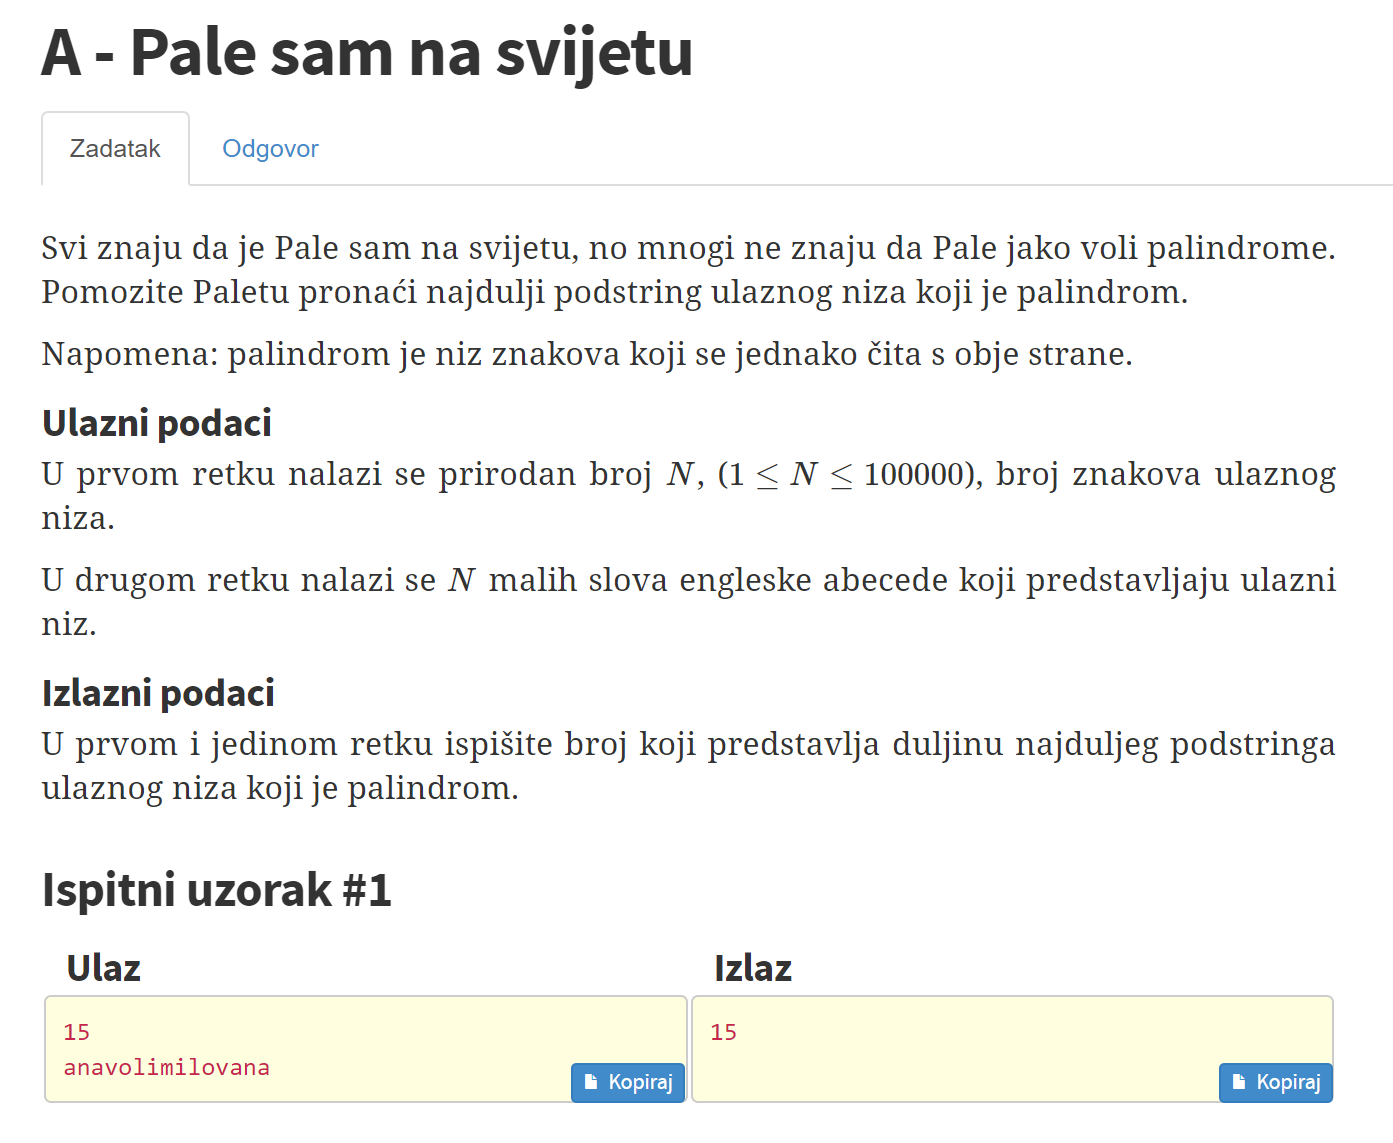 A - Pale sam na svijetu
Zadatak
Odgovor
Svi znaju da je Pale sam na svijetu, no mnogi ne znaju da Pale jako voli palindrome.
Pomozite Paletu pronaći najdulji podstring ulaznog niza koji je palindrom.
Napomena: palindrom je niz znakova koji se jednako čita s obje strane.
Ulazni podaci
U prvom retku nalazi se prirodan broj N, (1 ≤ N ≤ 100000), broj znakova ulaznog
niza.
U drugom retku nalazi se N malih slova engleske abecede koji predstavljaju ulazni
niz.
Izlazni podaci
U prvom i jedinom retku ispišite broj koji predstavlja duljinu najduljeg podstringa
ulaznog niza koji je palindrom.
Ispitni uzorak #1
Ulaz
15
anavolimilovana
Kopiraj
Izlaz
15
Kopiraj